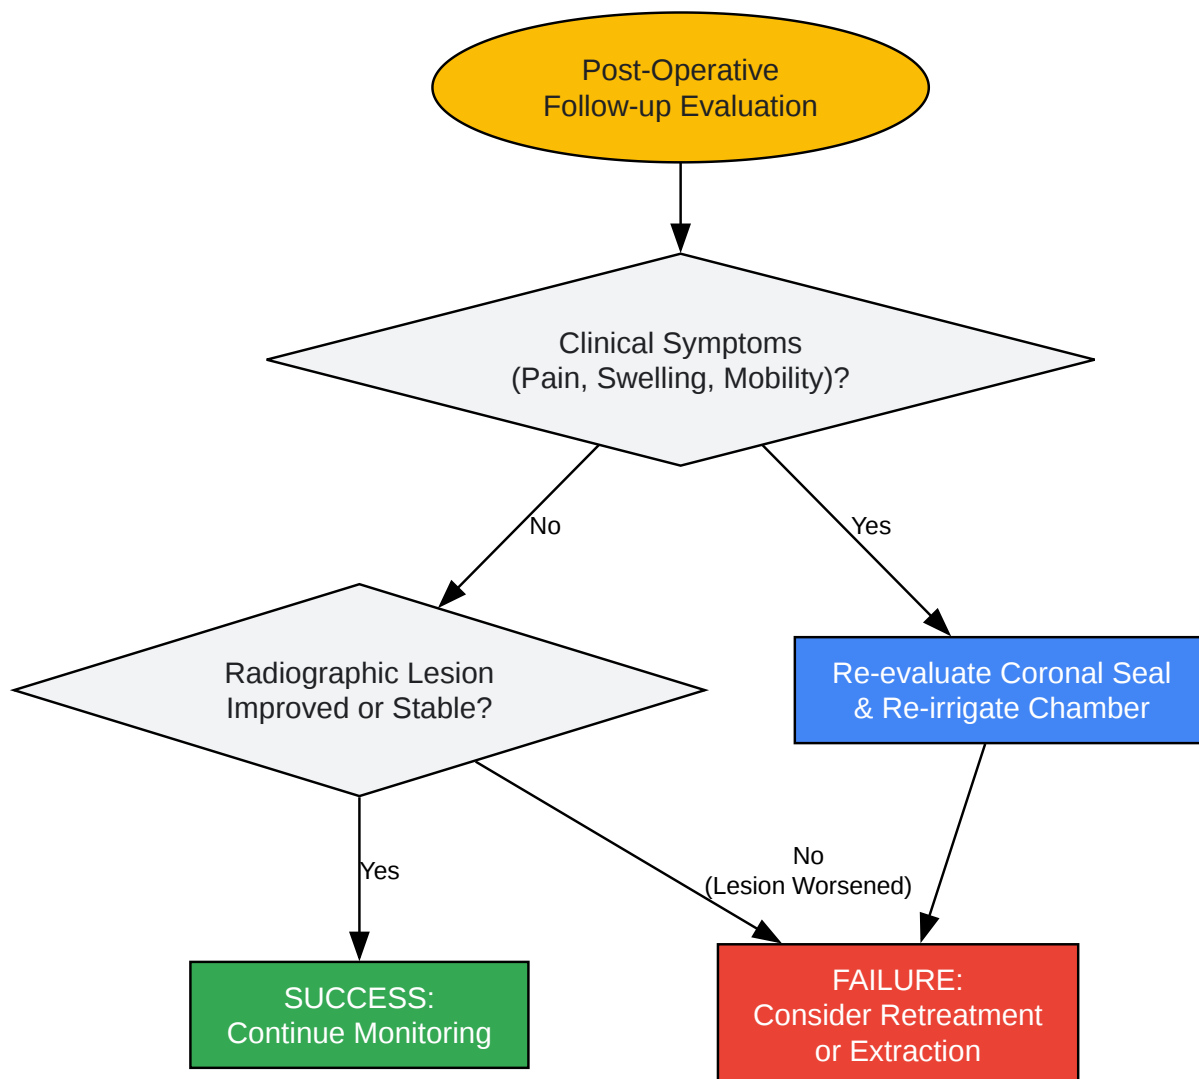 Post-Operative
Follow-up Evaluation
Clinical Symptoms
(Pain, Swelling, Mobility)?
No
Yes
Radiographic Lesion
Improved or Stable?
Re-evaluate Coronal Seal
& Re-irrigate Chamber
Yes
No
(Lesion Worsened)
SUCCESS:
Continue Monitoring
FAILURE:
Consider Retreatment
or Extraction